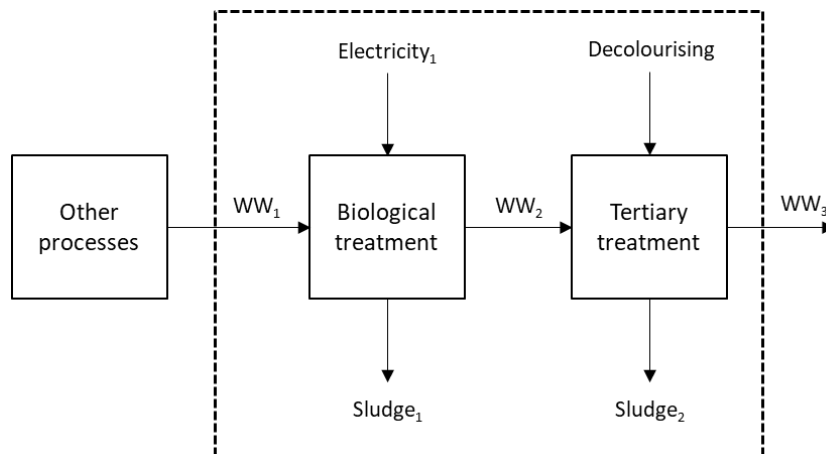 Electricity₁
Decolourising
Other
processes
WW₁
Biological
treatment
WW₂
Tertiary
treatment
WW₃
Sludge₁
Sludge₂